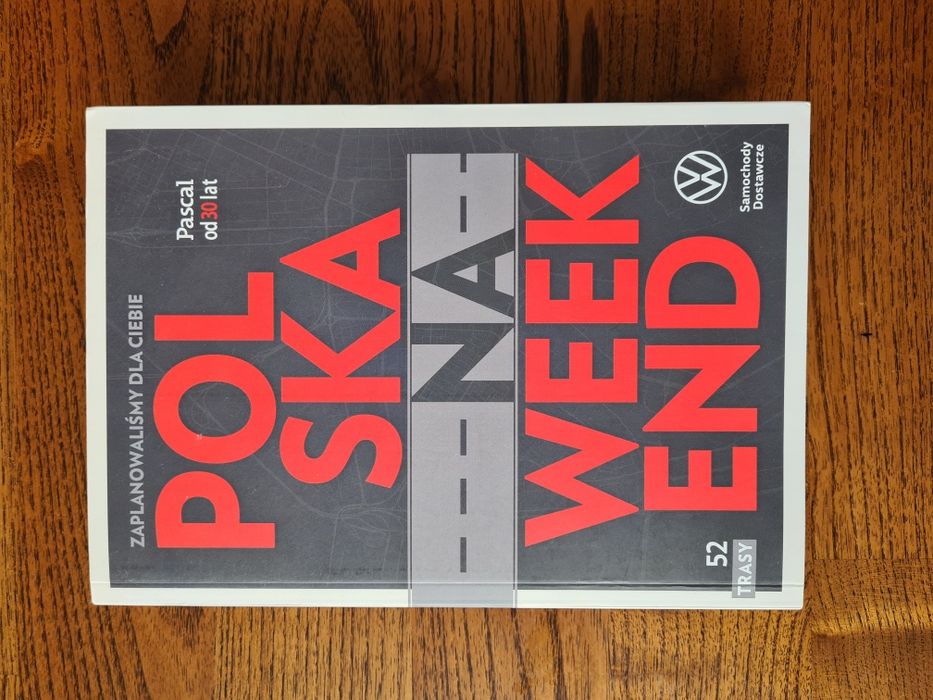 ZAPLANOWALIŚMY DLA CIEBIE
Pascal
od 30 lat
POL
SKA
NA
WEEK
END
52
TRASY
Samochody
Dostawcze